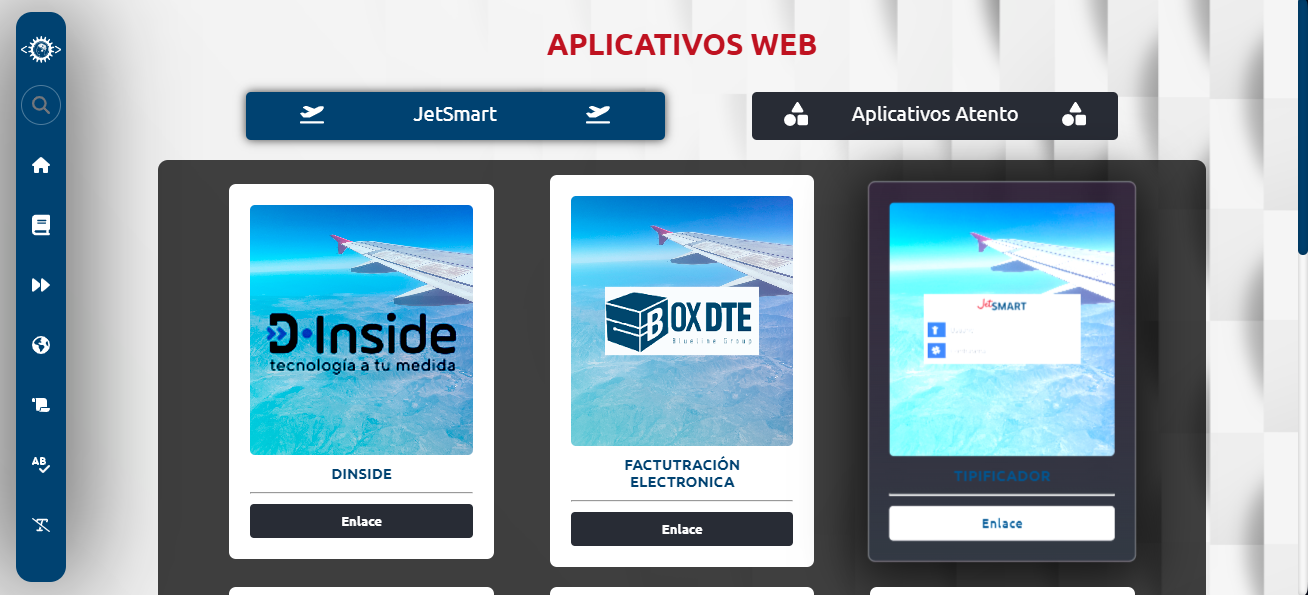 APLICATIVOS WEB
JetSmart
Aplicativos Atento
D-Inside
tecnología a tu medida
BOX DTE
Blueline Group
JetSMART
DINSIDE
FACTUTRACIÓN
ELECTRONICA
TIPIFICADOR
Enlace
Enlace
Enlace
AB